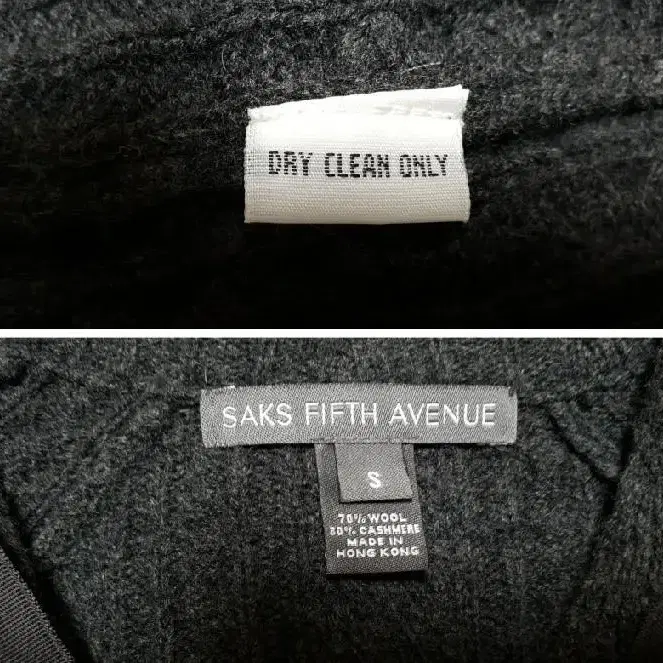 DRY CLEAN ONLY
SAKS FIFTH AVENUE
S
70% WOOL
30% CASHMERE
MADE IN
HONG KONG